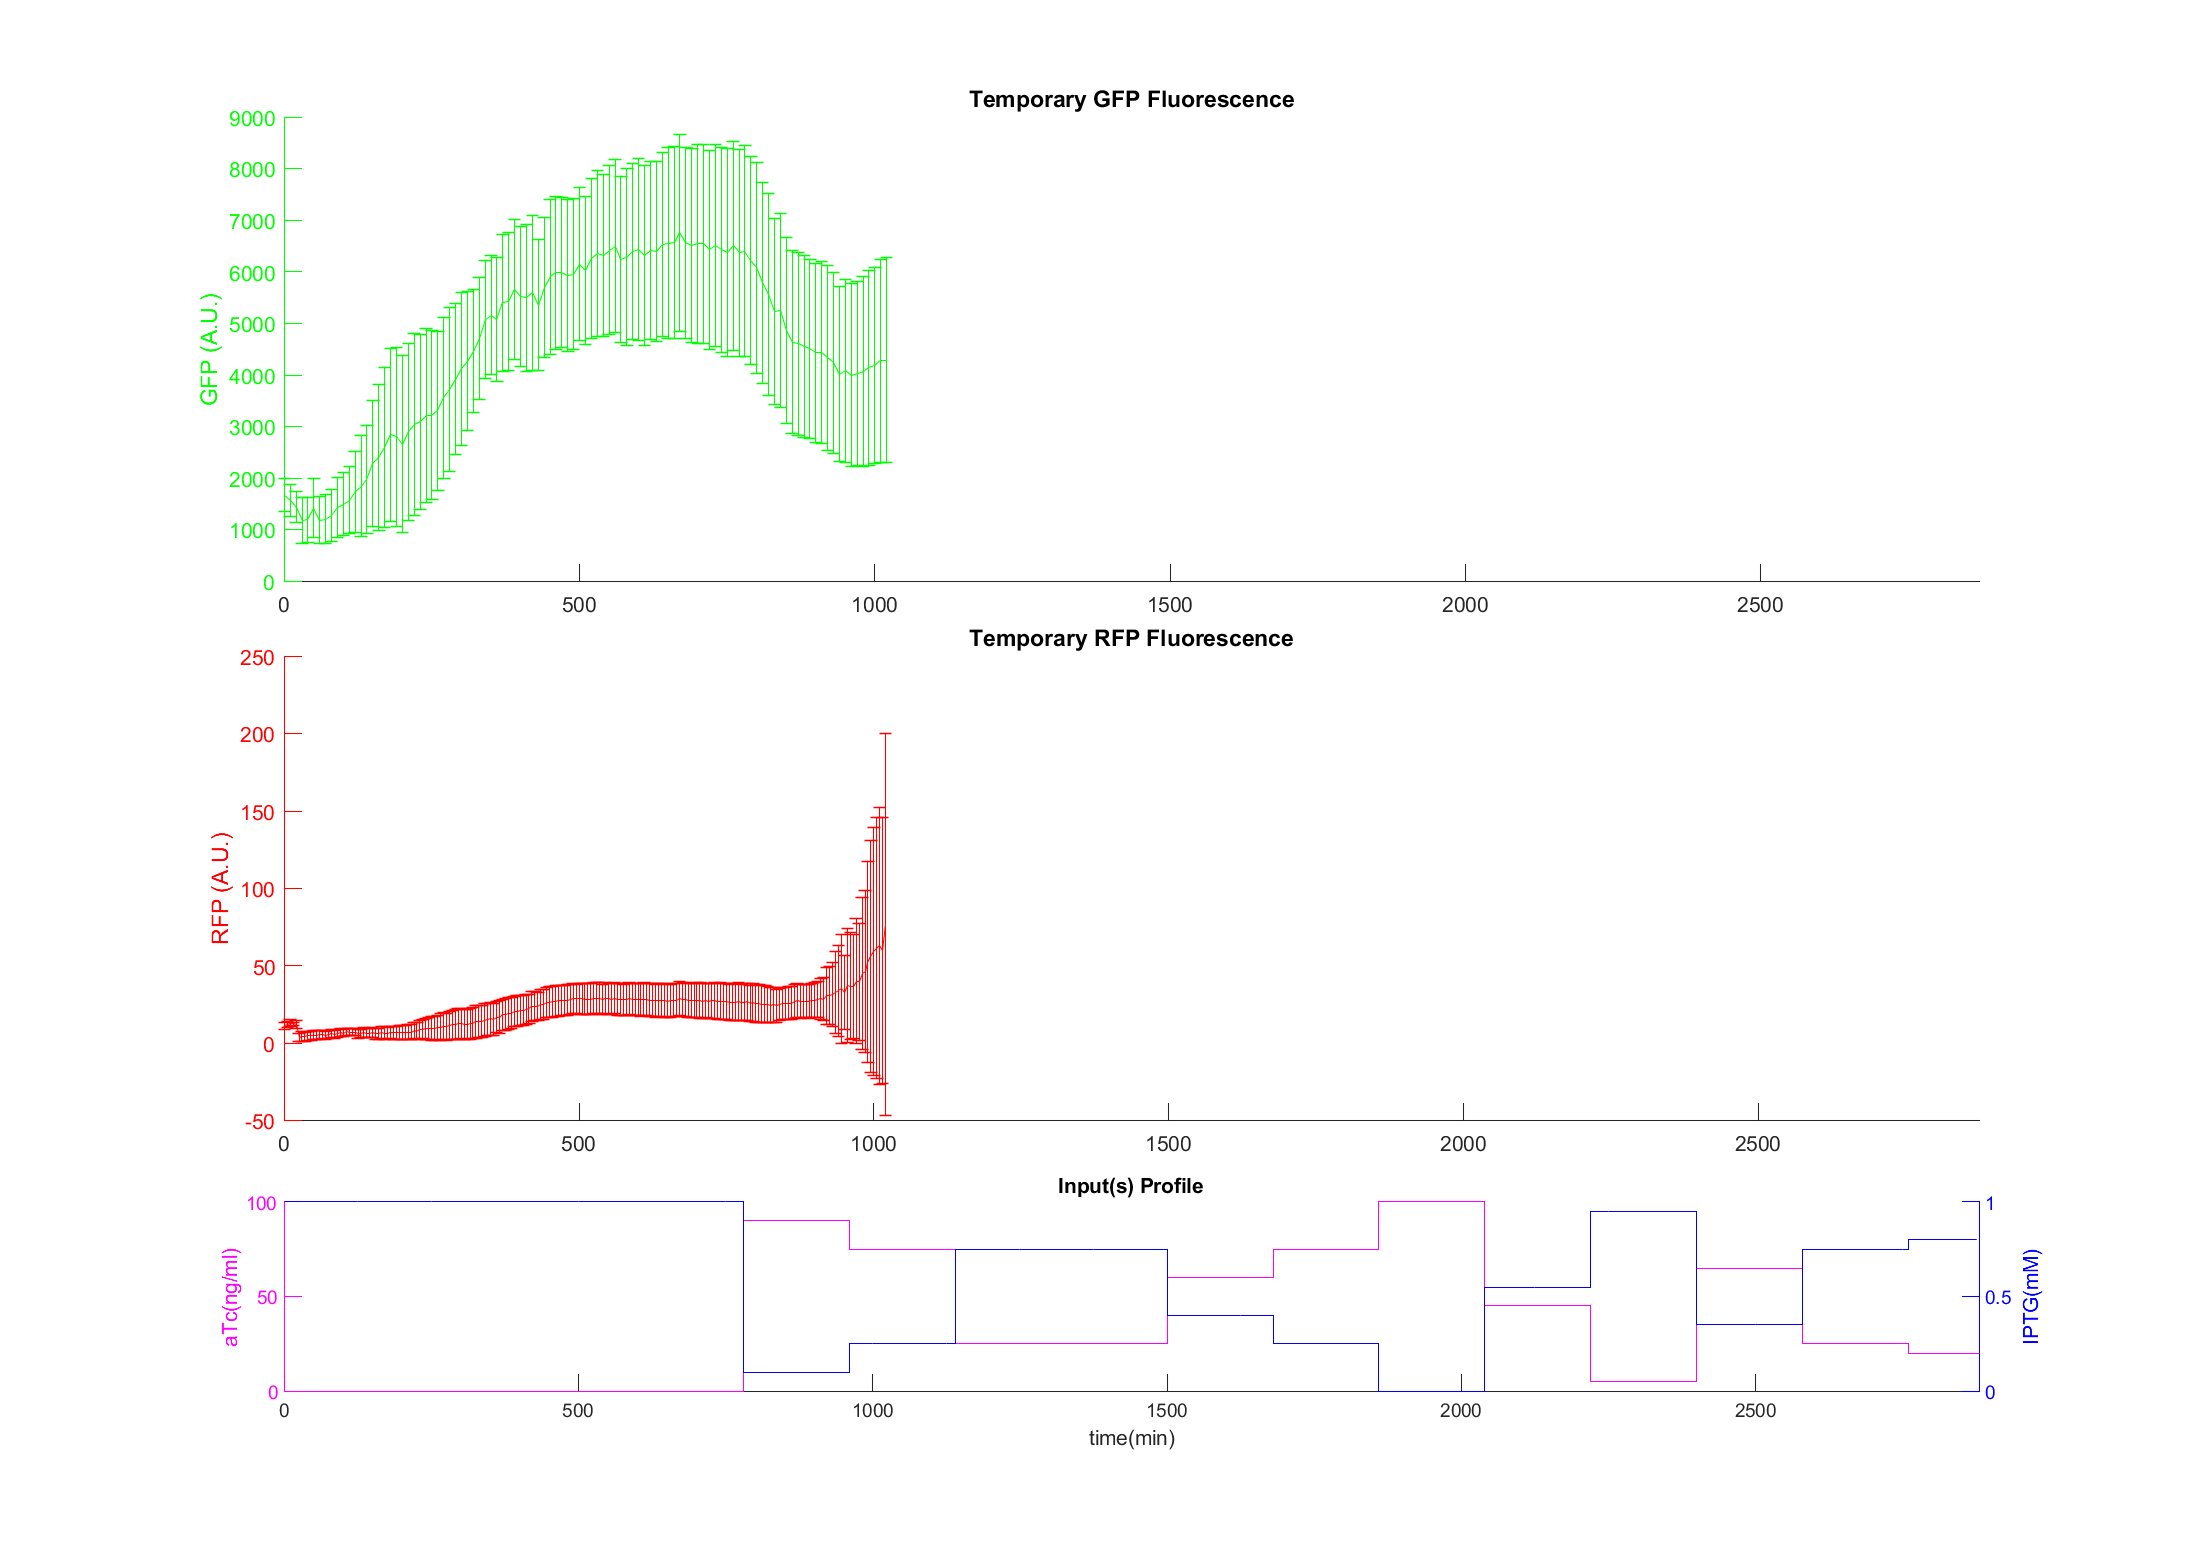 Temporary GFP Fluorescence
9000
8000
7000
6000
5000
4000
3000
2000
1000
0
GFP (A.U.)
0 500 1000 1500 2000 2500
Temporary RFP Fluorescence
250
200
150
100
50
0
-50
RFP (A.U.)
0 500 1000 1500 2000 2500
Input(s) Profile
100
50
0
aTc(ng/ml)
1
0.5
0
IPTG(mM)
0 500 1000 1500 2000 2500
time(min)